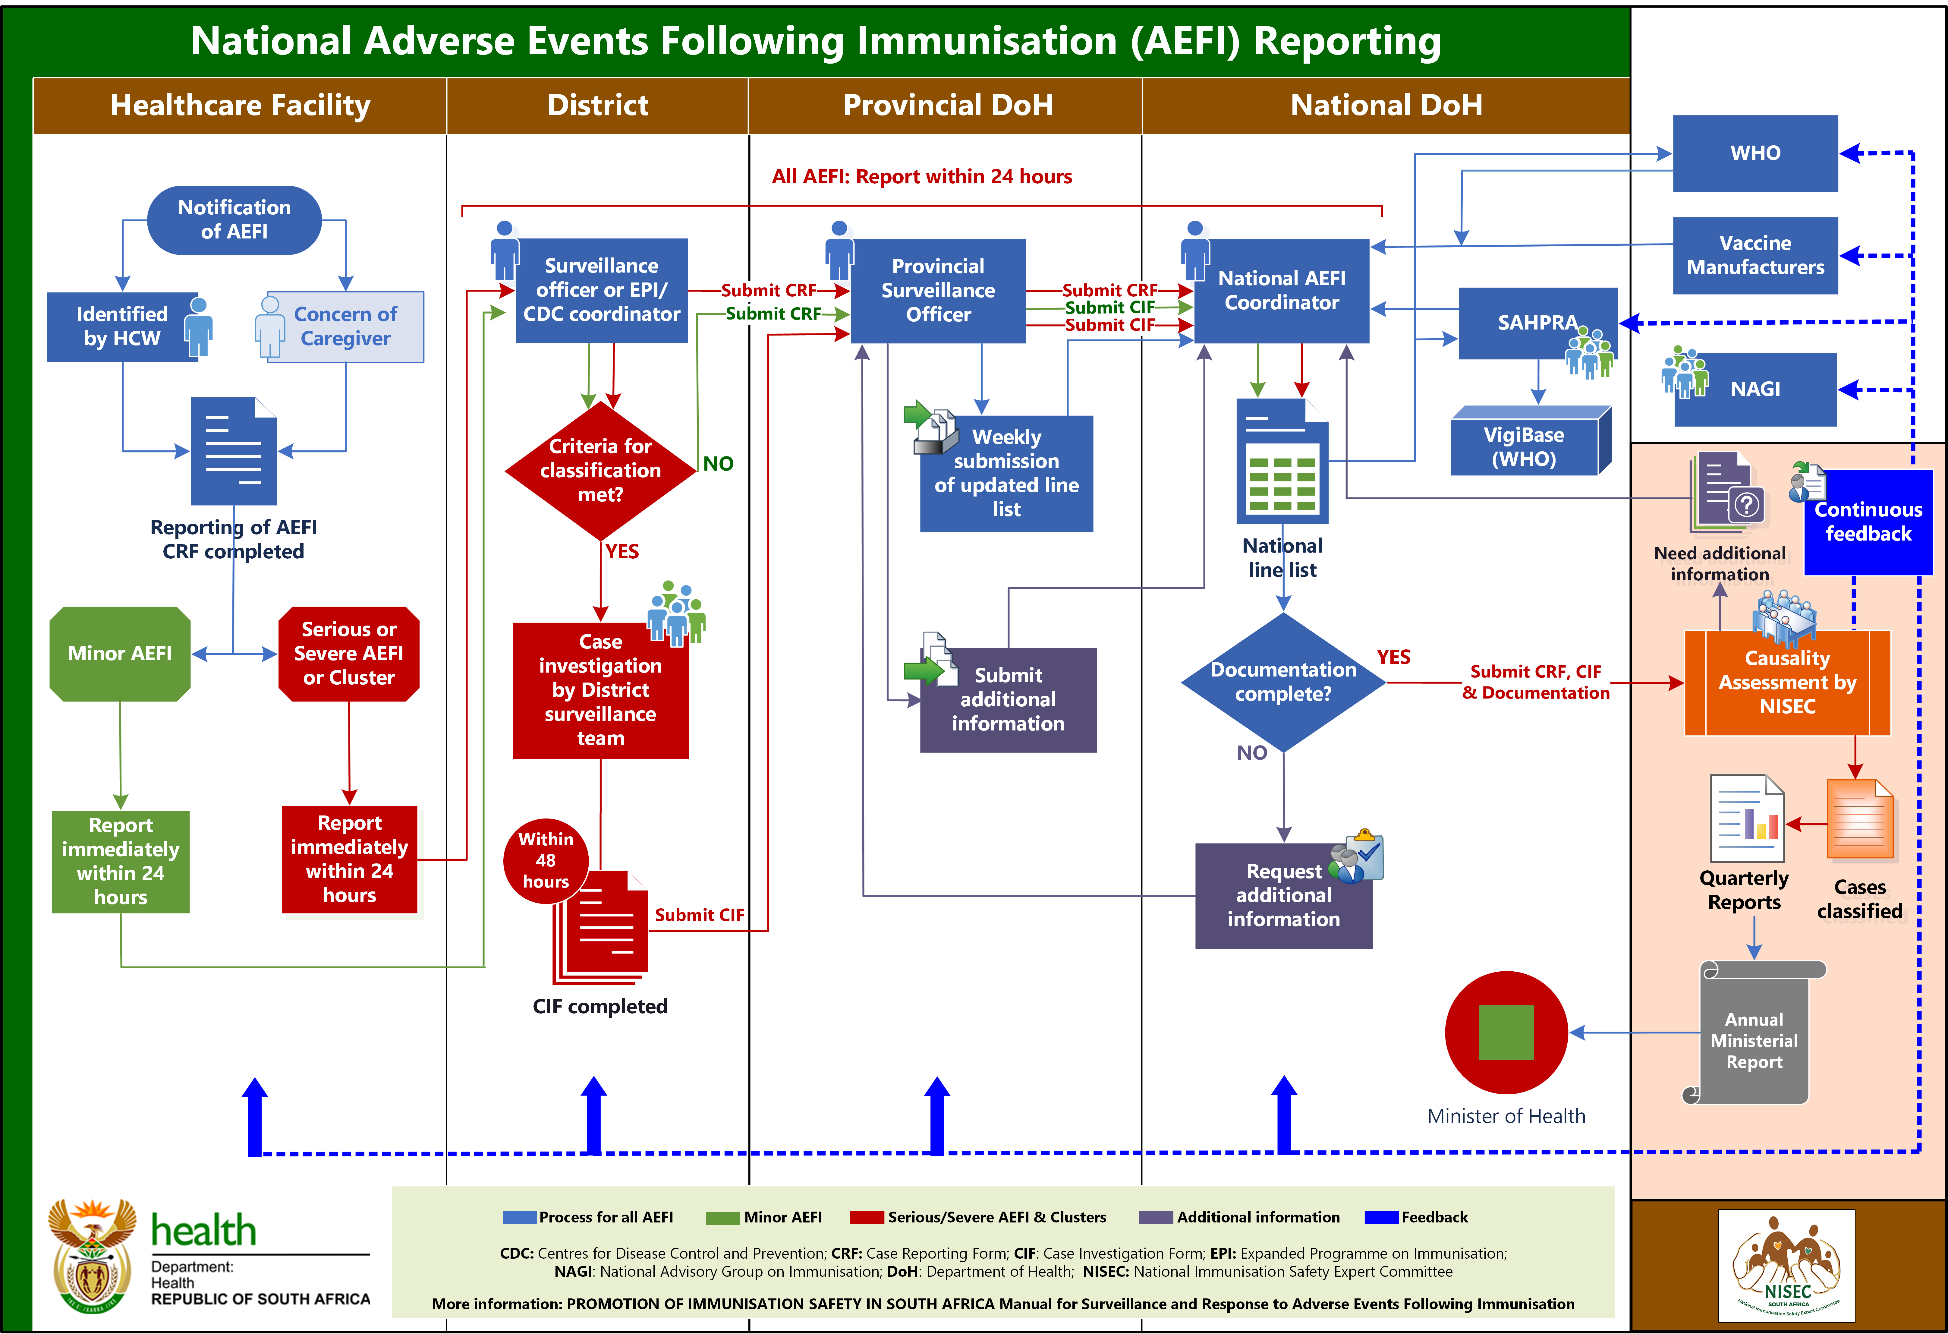 National Adverse Events Following Immunisation (AEFI) Reporting
Healthcare Facility
District
Provincial DoH
National DoH
All AEFI: Report within 24 hours
Notification
of AEFI
Identified
by HCW
Concern of
Caregiver
Reporting of AEFI
CRF completed
Minor AEFI
Serious or
Severe AEFI
or Cluster
Report
immediately
within 24
hours
Report
immediately
within 24
hours
Surveillance
officer or EPI/
CDC coordinator
Submit CRF
Submit CRF
Criteria for
classification
met?
NO
YES
Case
investigation
by District
surveillance
team
Within
48
hours
Submit CIF
CIF completed
Provincial
Surveillance
Officer
Submit CRF
Submit CIF
Submit CIF
Weekly
submission
of updated line
list
Submit
additional
information
National AEFI
Coordinator
National
line list
Documentation
complete?
YES
NO
Submit CRF, CIF
& Documentation
Request
additional
information
SAHPRA
VigiBase
(WHO)
Minister of Health
WHO
Vaccine
Manufacturers
NAGI
Need additional
information
Continuous
feedback
Causality
Assessment by
NISEC
Quarterly
Reports
Cases
classified
Annual
Ministerial
Report
health
Department:
Health
REPUBLIC OF SOUTH AFRICA
Process for all AEFI
Minor AEFI
Serious/Severe AEFI & Clusters
Additional information
Feedback
CDC: Centres for Disease Control and Prevention; CRF: Case Reporting Form; CIF: Case Investigation Form; EPI: Expanded Programme on Immunisation;
NAGI: National Advisory Group on Immunisation; DoH: Department of Health; NISEC: National Immunisation Safety Expert Committee
More information: PROMOTION OF IMMUNISATION SAFETY IN SOUTH AFRICA Manual for Surveillance and Response to Adverse Events Following Immunisation
NISEC
SOUTH AFRICA